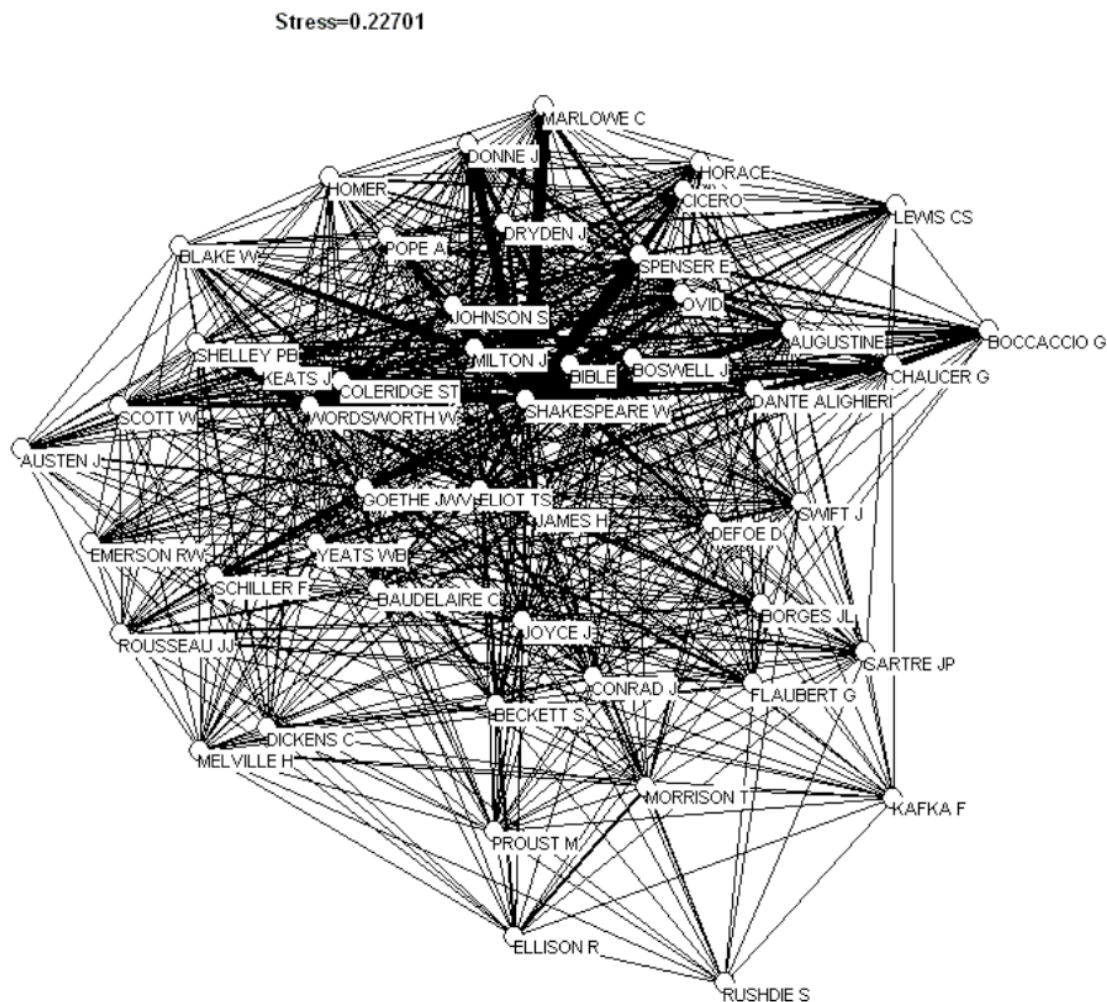 Stress=0.22701
MARLOWE C
DONNE J
HORACE
HOMER
CICERO
LEWIS CS
DRYDEN J
POPE A
BLAKE W
SPENSER E
OVID
JOHNSON S
AUGUSTINE
BOCCACCIO G
SHELLEY PB
MILTON J
BIBLE
BOSWELL J
CHAUCER G
KEATS J
COLERIDGE ST
DANTE ALIGHIERI
SCOTT W
WORDSWORTH W
SHAKESPEARE W
AUSTEN J
GOETHE JWV
ELIOT TS
SWIFT J
JAMES H
DEFOE D
EMERSON RW
YEATS WB
SCHILLER F
BAUDELAIRE C
BORGES JL
ROUSSEAU JJ
JOYCE J
SARTRE JP
CONRAD J
FLAUBERT G
BECKETT S
DICKENS C
MELVILLE H
MORRISON T
KAFKA F
PROUST M
ELLISON R
RUSHDIE S